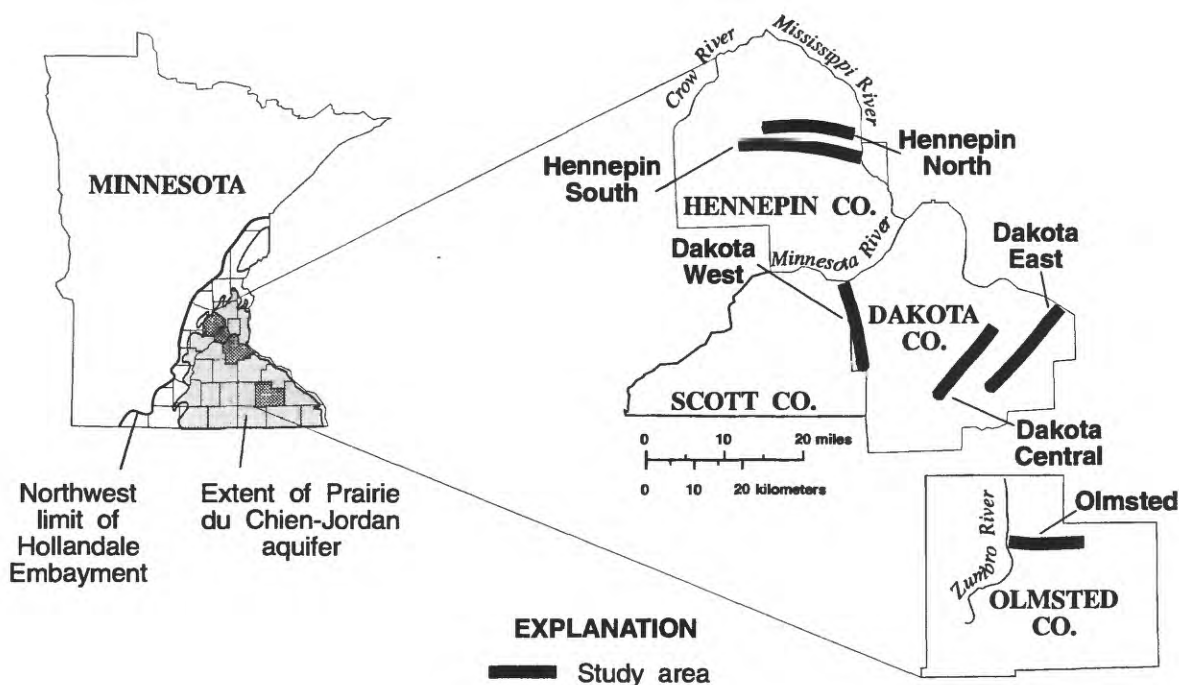 MINNESOTA
Northwest
limit of
Hollandale
Embayment
Extent of Prairie
du Chien-Jordan
aquifer
Crow River
Mississippi River
Hennepin
North
Hennepin
South
HENNEPIN CO.
Dakota
West
Minnesota River
Dakota
East
DAKOTA
CO.
SCOTT CO.
0 10 20 miles
0 10 20 kilometers
Dakota
Central
Olmsted
Zumbro River
OLMSTED
CO.
EXPLANATION
Study area